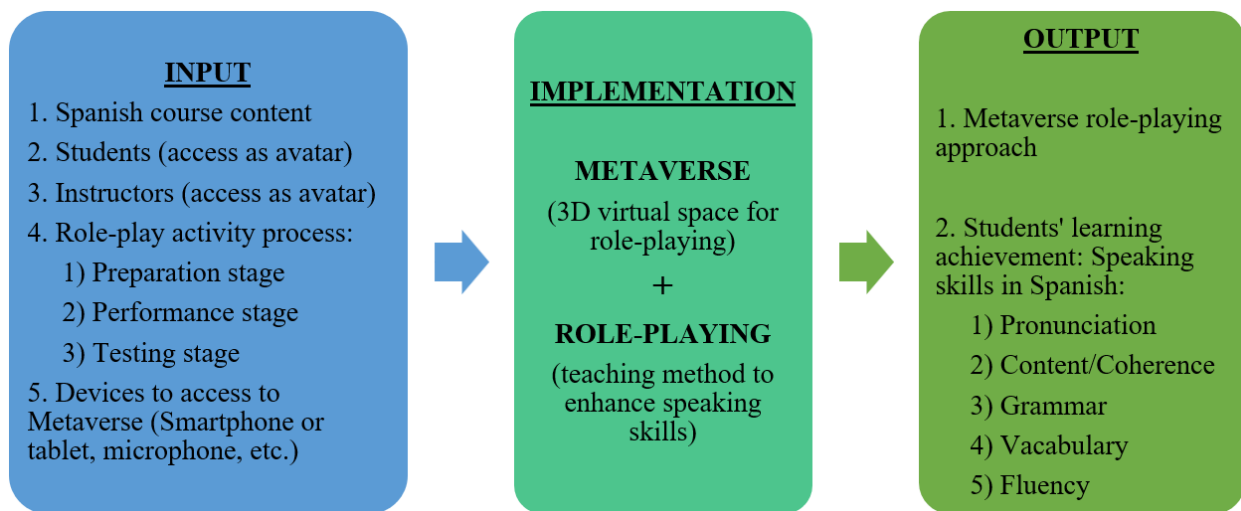 INPUT
1. Spanish course content
2. Students (access as avatar)
3. Instructors (access as avatar)
4. Role-play activity process:
1) Preparation stage
2) Performance stage
3) Testing stage
5. Devices to access to
Metaverse (Smartphone or
tablet, microphone, etc.)
IMPLEMENTATION
METAVERSE
(3D virtual space for
role-playing)
+
ROLE-PLAYING
(teaching method to
enhance speaking
skills)
OUTPUT
1. Metaverse role-playing
approach
2. Students' learning
achievement: Speaking
skills in Spanish:
1) Pronunciation
2) Content/Coherence
3) Grammar
4) Vacabulary
5) Fluency